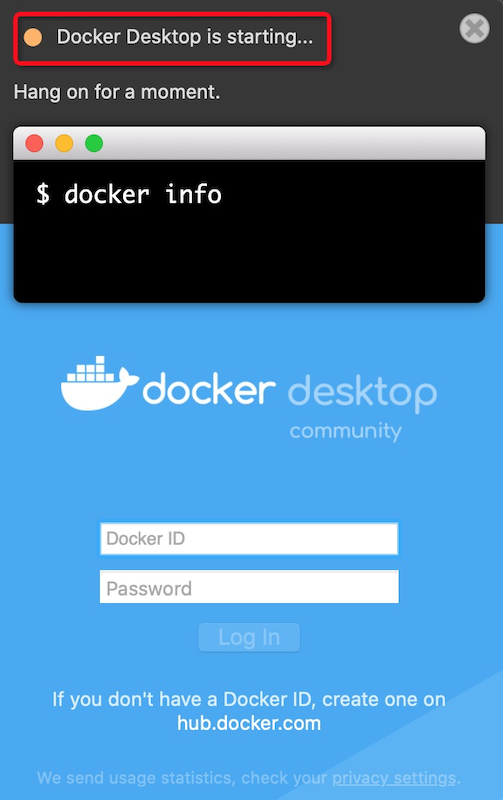 Docker Desktop is starting...
Hang on for a moment.
$ docker info
docker desktop
community
Docker ID
Password
Log In
If you don't have a Docker ID, create one on
hub.docker.com
We send usage statistics, check your privacy settings.